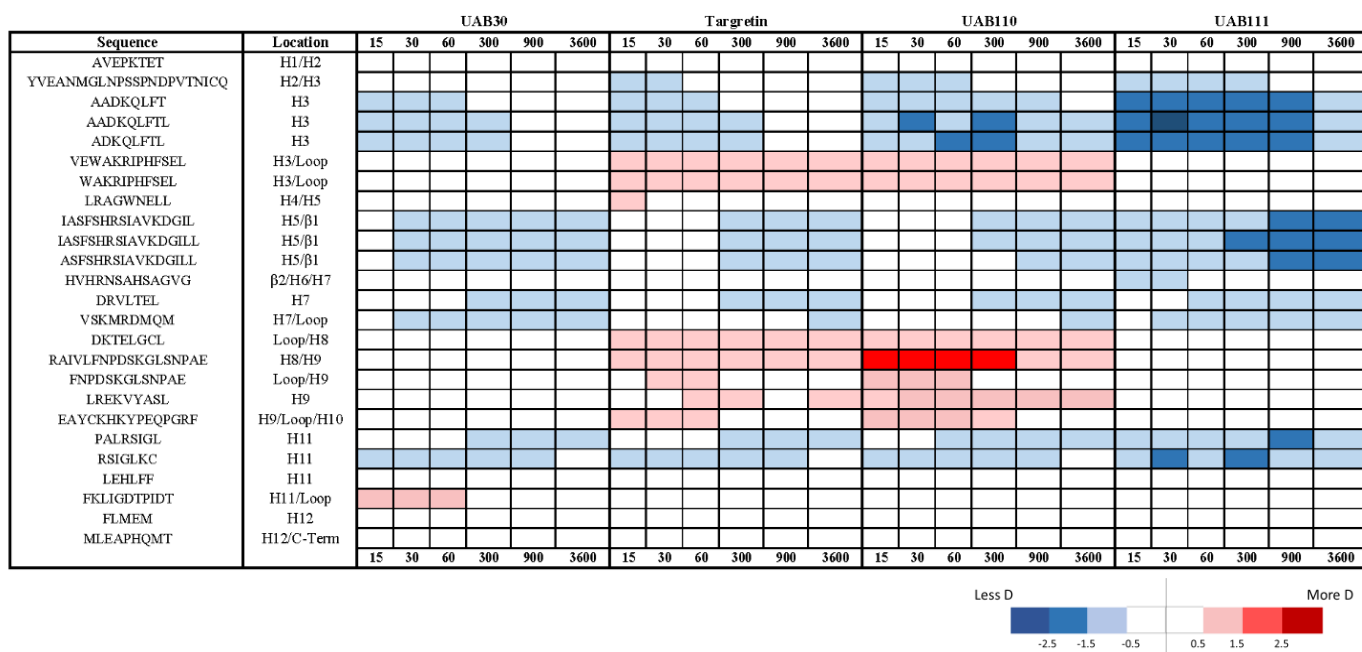 UAB30 Targretin UAB110 UAB111
Sequence Location 15 30 60 300 900 3600 15 30 60 300 900 3600 15 30 60 300 900 3600 15 30 60 300 900 3600
AVEPKTET H1/H2
YVEANMGLNPSSPNDPVTNICQ H2/H3
AADKQLFT H3
AADKQLFTL H3
ADKQLFTL H3
VEWAKRIPHFSEL H3/Loop
WAKRIPHFSEL H3/Loop
LRAGWNELL H4/H5
IASFSHRSIAVKDGIL H5/β1
IASFSHRSIAVKDGILL H5/β1
ASFSHRSIAVKDGILL H5/β1
HVHRNSAHSAGVG β2/H6/H7
DRVLTEL H7
VSKMRDMQM H7/Loop
DKTELGCL Loop/H8
RAIVLFNPDSKGLSNPAE H8/H9
FNPDSKGLSNPAE Loop/H9
LREKVYASL H9
EAYCKHKYPEQPGRF H9/Loop/H10
PALRSIGL H11
RSIGLKC H11
LEHLFF H11
FKLIGDTPIDT H11/Loop
FLMEM H12
MLEAPHQMT H12/C-Term
15 30 60 300 900 3600 15 30 60 300 900 3600 15 30 60 300 900 3600 15 30 60 300 900 3600
Less D More D
-2.5 -1.5 -0.5 0.5 1.5 2.5